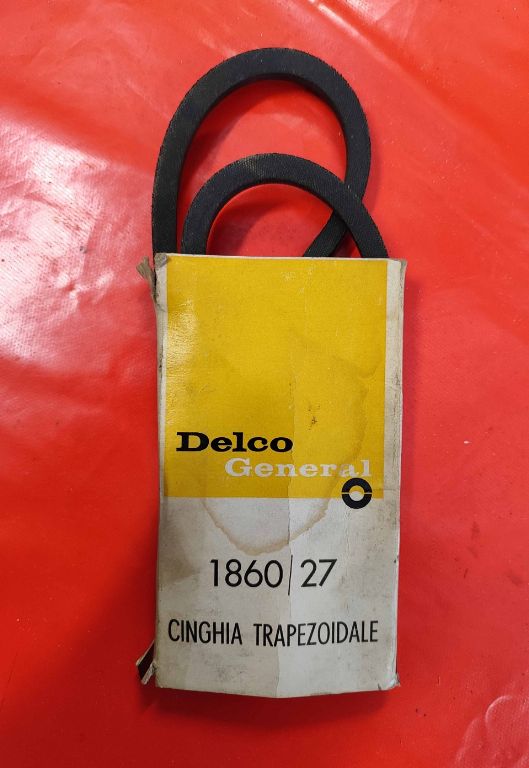 Delco
General
1860/27
CINGHIA TRAPEZOIDALE